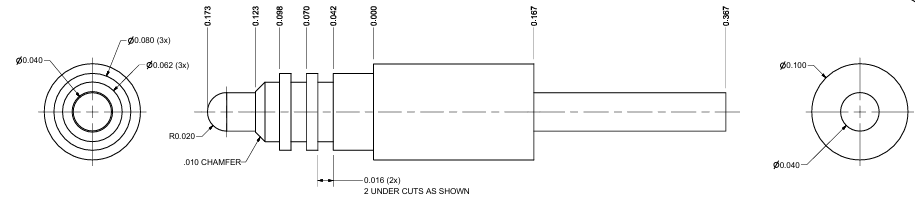 0.173
0.123
0.098
0.070
0.042
0.000
0.167
0.367
Ø0.080 (3x)
Ø0.040
Ø0.062 (3x)
Ø0.100
R0.020
.010 CHAMFER
Ø0.040
0.016 (2x)
2 UNDER CUTS AS SHOWN